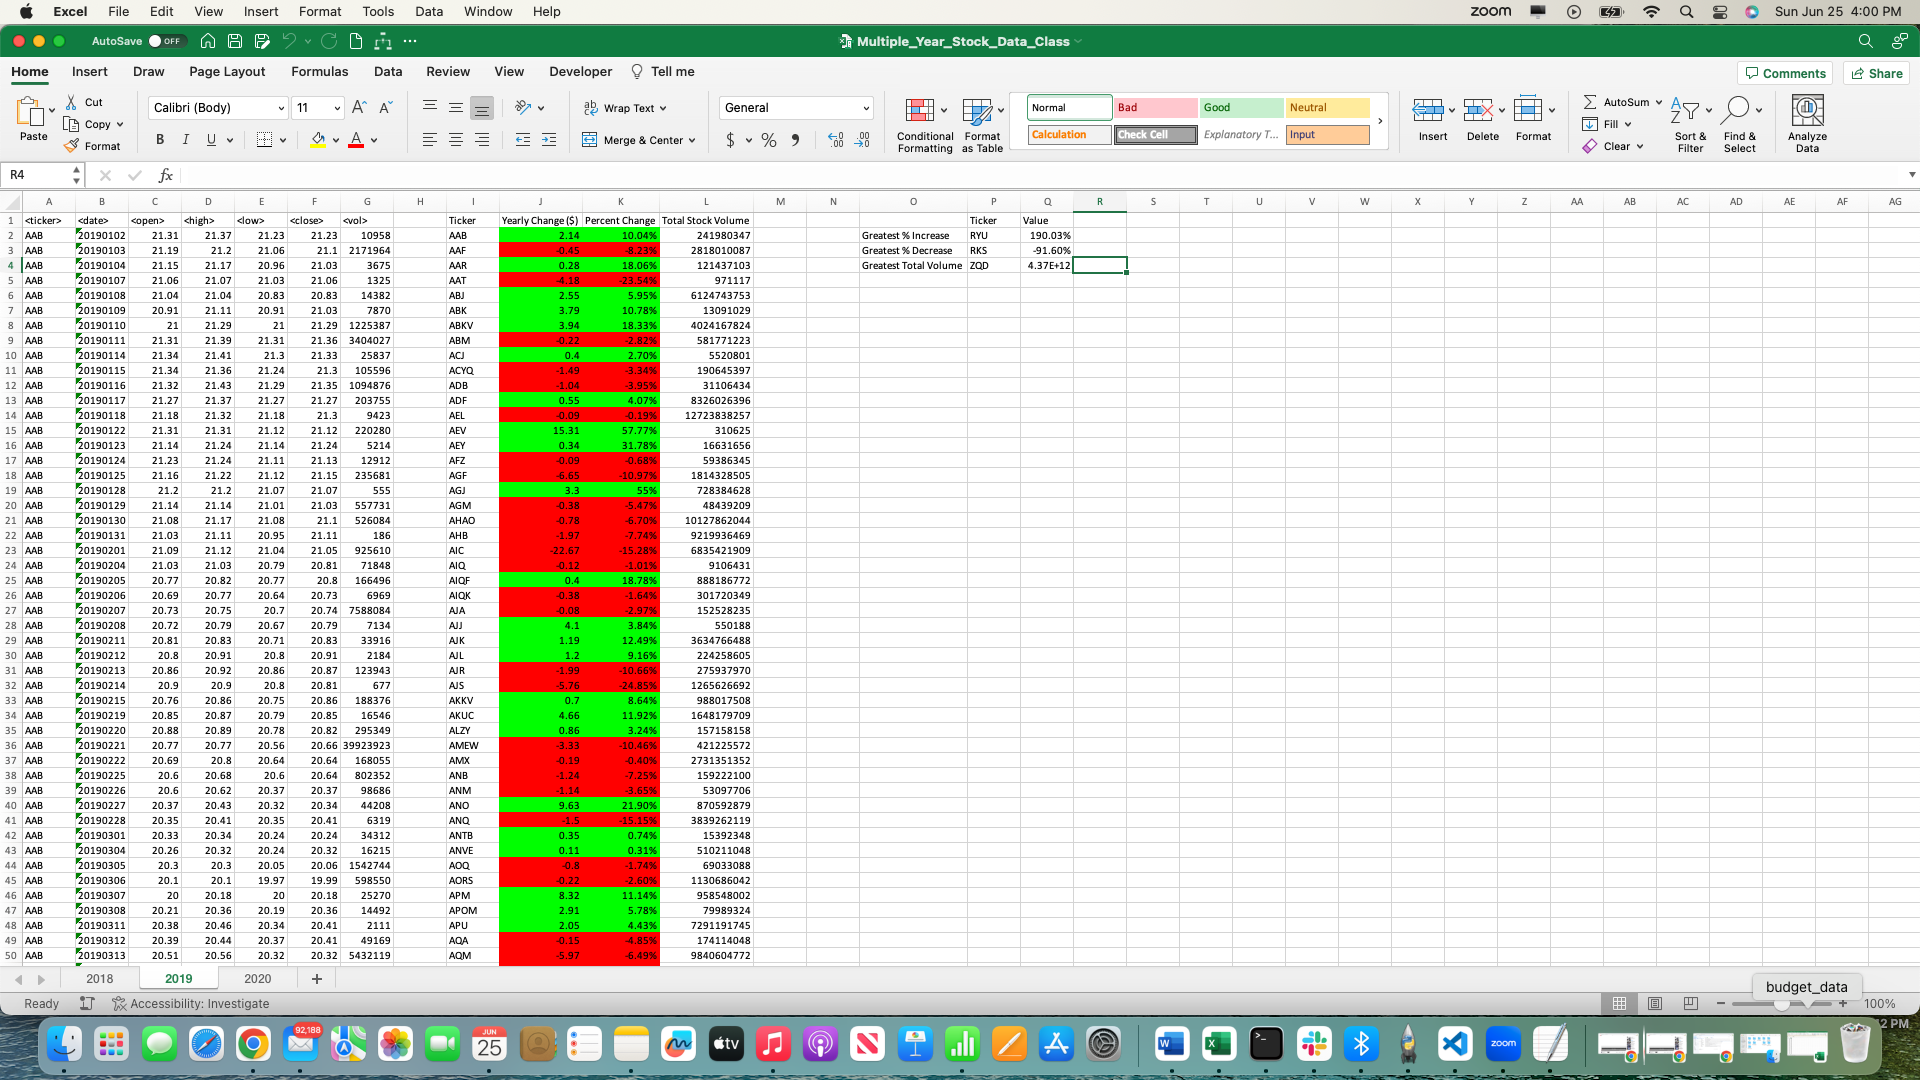 Excel File Edit View Insert Format Tools Data Window Help zoom Sun Jun 25 4:00 PM
AutoSave OFF Multiple_Year_Stock_Data_Class
Home Insert Draw Page Layout Formulas Data Review View Developer Tell me Comments Share
Paste Cut Copy Format
Calibri (Body) 11 A^ A˅
B I U A
ab Wrap Text
Merge & Center
General
$ % 9
Conditional Formatting
Format as Table
Normal Bad Good Neutral
Calculation Check Cell Explanatory T... Input
Insert Delete Format
AutoSum Fill Clear
Sort & Filter
Find & Select
Analyze Data
R4 fx
A B C D E F G H I J K L M N O P Q R S T U V W X Y Z AA AB AC AD AE AF AG
1 <ticker> <date> <open> <high> <low> <close> <vol> Ticker Yearly Change ($) Percent Change Total Stock Volume Ticker Value
2 AAB 20190102 21.31 21.37 21.23 21.23 10958 AAB 2.14 10.04% 241980347 Greatest % Increase RYU 190.03%
3 AAB 20190103 21.19 21.2 21.06 21.1 2171964 AAF -0.45 -8.23% 2818010087 Greatest % Decrease RKS -91.60%
4 AAB 20190104 21.15 21.17 20.96 21.03 3675 AAR 0.28 18.06% 121437103 Greatest Total Volume ZQD 4.37E+12
5 AAB 20190107 21.06 21.07 21.03 21.06 1325 AAT -4.18 -23.54% 971117
6 AAB 20190108 21.04 21.04 20.83 20.83 14382 ABJ 2.55 5.95% 6124743753
7 AAB 20190109 20.91 21.11 20.91 21.03 7870 ABK 3.79 10.78% 13091029
8 AAB 20190110 21 21.29 21 21.29 1225387 ABKV 3.94 18.33% 4024167824
9 AAB 20190111 21.31 21.39 21.31 21.36 3404027 ABM -0.22 -2.82% 581771223
10 AAB 20190114 21.34 21.41 21.3 21.33 25837 ACJ 0.4 2.70% 5520801
11 AAB 20190115 21.34 21.36 21.24 21.3 105596 ACYQ -1.49 -3.34% 190645397
12 AAB 20190116 21.32 21.43 21.29 21.35 1094876 ADB -1.04 -3.95% 31106434
13 AAB 20190117 21.27 21.37 21.27 21.27 203755 ADF 0.55 4.07% 8326026396
14 AAB 20190118 21.18 21.32 21.18 21.3 9423 AEL -0.09 -0.19% 12723838257
15 AAB 20190122 21.31 21.31 21.12 21.12 220280 AEV 15.31 57.77% 310625
16 AAB 20190123 21.14 21.24 21.14 21.24 5214 AEY 0.34 31.78% 16631656
17 AAB 20190124 21.23 21.24 21.11 21.13 12912 AFZ -0.09 -0.68% 59386345
18 AAB 20190125 21.16 21.22 21.12 21.15 235681 AGF -6.65 -10.97% 1814328505
19 AAB 20190128 21.2 21.2 21.07 21.07 555 AGJ 3.3 55% 728384628
20 AAB 20190129 21.14 21.14 21.01 21.03 557731 AGM -0.38 -5.47% 48439209
21 AAB 20190130 21.08 21.17 21.08 21.1 526084 AHAO -0.78 -6.70% 10127862044
22 AAB 20190131 21.03 21.11 20.95 21.11 186 AHB -1.97 -7.74% 9219936469
23 AAB 20190201 21.09 21.12 21.04 21.05 925610 AIC -22.67 -15.28% 6835421909
24 AAB 20190204 21.03 21.03 20.79 20.81 71848 AIQ -0.12 -1.01% 9106431
25 AAB 20190205 20.77 20.82 20.77 20.8 166496 AIQF 0.4 18.78% 888186772
26 AAB 20190206 20.69 20.77 20.64 20.73 6969 AIQK -0.38 -1.64% 301720349
27 AAB 20190207 20.73 20.75 20.7 20.74 7588084 AJA -0.08 -2.97% 152528235
28 AAB 20190208 20.72 20.79 20.67 20.79 7134 AJJ 4.1 3.84% 550188
29 AAB 20190211 20.81 20.83 20.71 20.83 33916 AJK 1.19 12.49% 3634766488
30 AAB 20190212 20.8 20.91 20.8 20.91 2184 AJL 1.2 9.16% 224258605
31 AAB 20190213 20.86 20.92 20.86 20.87 123943 AJR -1.99 -10.66% 275937970
32 AAB 20190214 20.9 20.9 20.8 20.81 677 AJS -5.76 -24.85% 1265626692
33 AAB 20190215 20.76 20.86 20.75 20.86 188376 AKKV 0.7 8.64% 988017508
34 AAB 20190219 20.85 20.87 20.79 20.85 16546 AKUC 4.66 11.92% 1648179709
35 AAB 20190220 20.88 20.89 20.78 20.82 295349 ALZY 0.86 3.24% 157158158
36 AAB 20190221 20.77 20.77 20.56 20.66 39923923 AMEW -3.33 -10.46% 421225572
37 AAB 20190222 20.69 20.8 20.64 20.64 168055 AMX -0.19 -0.40% 2731351352
38 AAB 20190225 20.6 20.68 20.6 20.64 802352 ANB -1.24 -7.25% 159222100
39 AAB 20190226 20.6 20.62 20.37 20.37 98686 ANM -1.14 -3.65% 53097706
40 AAB 20190227 20.37 20.43 20.32 20.34 44208 ANO 9.63 21.90% 870592879
41 AAB 20190228 20.35 20.41 20.35 20.41 6319 ANQ -1.5 -15.15% 3839262119
42 AAB 20190301 20.33 20.34 20.24 20.24 34312 ANTB 0.35 0.74% 15392348
43 AAB 20190304 20.26 20.32 20.24 20.32 16215 ANVE 0.11 0.31% 510211048
44 AAB 20190305 20.3 20.3 20.05 20.06 1542744 AOQ -0.8 -1.74% 69033088
45 AAB 20190306 20.1 20.1 19.97 19.99 598550 AORS -0.22 -2.60% 1130686042
46 AAB 20190307 20 20.18 20 20.18 25270 APM 8.32 11.14% 958548002
47 AAB 20190308 20.21 20.36 20.19 20.36 14492 APOM 2.91 5.78% 79989324
48 AAB 20190311 20.38 20.46 20.34 20.41 2111 APU 2.05 4.43% 7291191745
49 AAB 20190312 20.39 20.44 20.37 20.41 49169 AQA -0.15 -4.85% 174114048
50 AAB 20190313 20.51 20.56 20.32 20.32 5432119 AQM -5.97 -6.49% 9840604772
2018 2019 2020 +
budget_data
Ready Accessibility: Investigate 100%
2 PM
92,188
JUN
25
tv
zoom